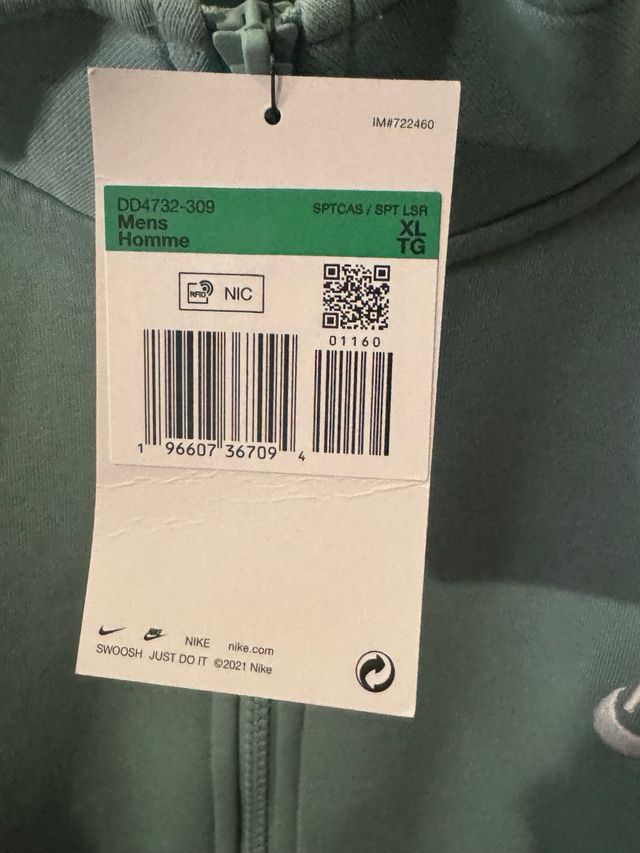 IM#722460
DD4732-309 SPTCAS / SPT LSR
Mens XL
Homme TG
RFID NIC
01160
1 96607 36709 4
NIKE nike.com
SWOOSH JUST DO IT ©2021 Nike